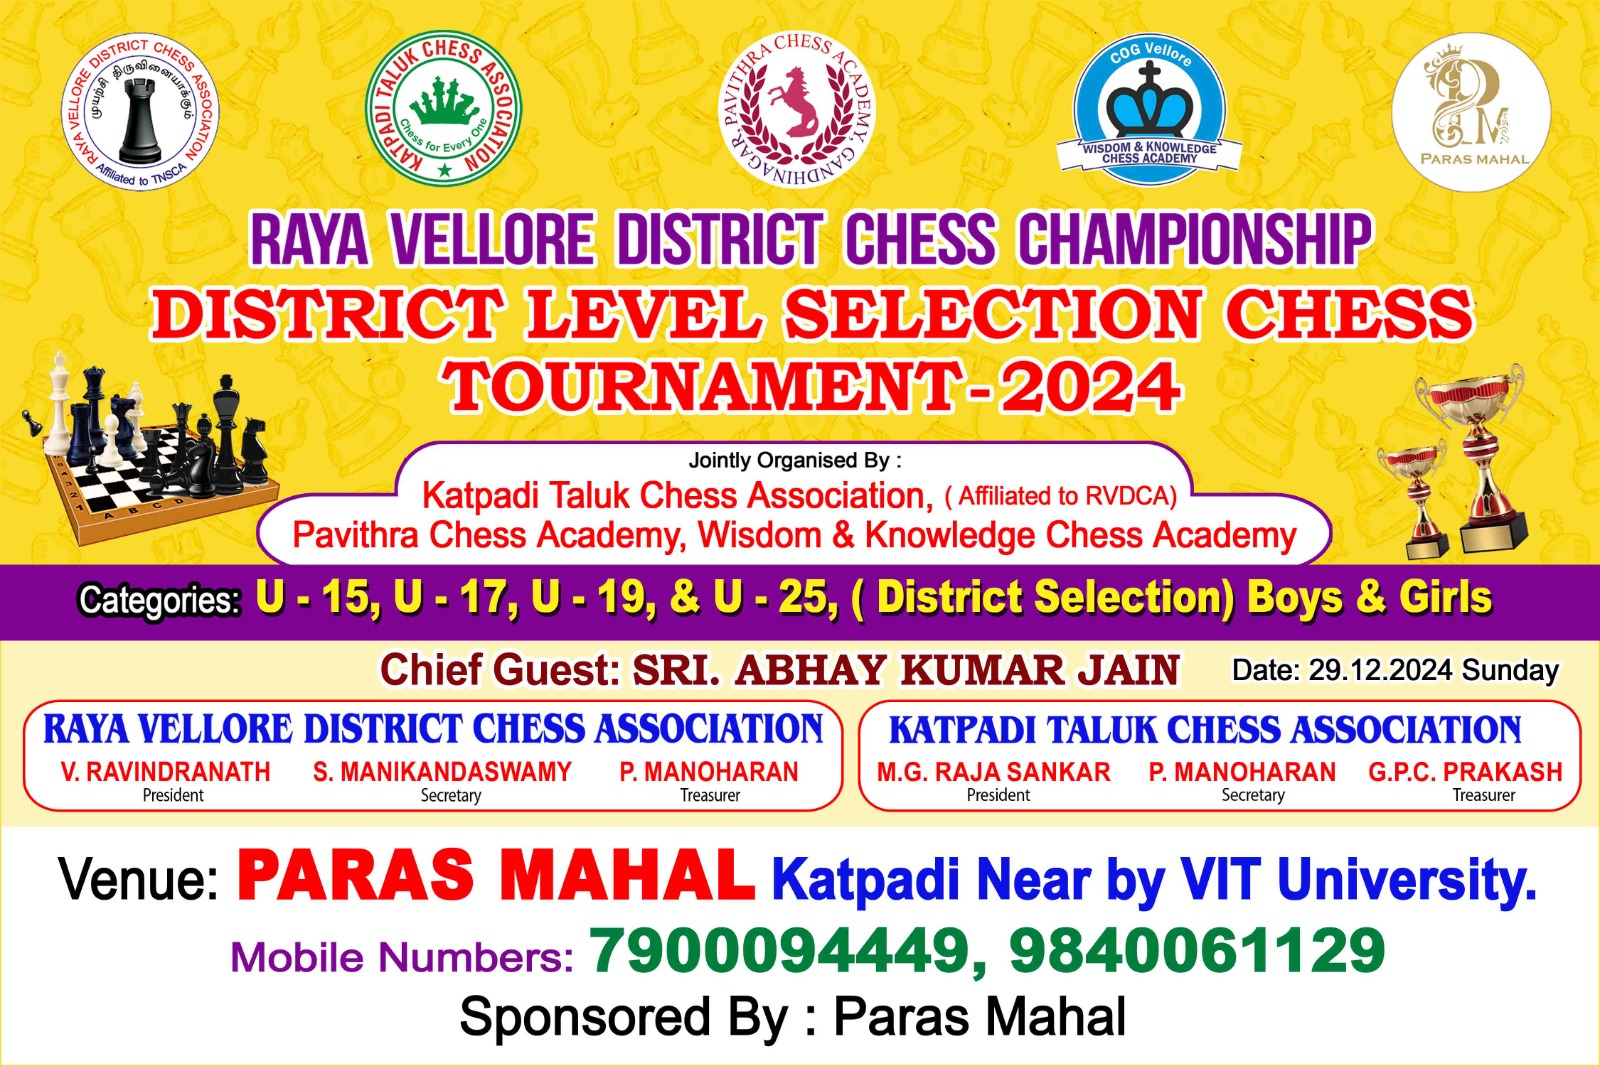 RAYA VELLORE DISTRICT CHESS ASSOCIATION
முயற்சி திருவினையாக்கும்
Affiliated to TNSCA
KATPADI TALUK CHESS ASSOCIATION
Chess for Every One
PAVITHRA CHESS ACADEMY GANDHINAGAR,
COG Vellore
WISDOM & KNOWLEDGE
CHESS ACADEMY
PM
PARAS MAHAL
RAYA VELLORE DISTRICT CHESS CHAMPIONSHIP
DISTRICT LEVEL SELECTION CHESS
TOURNAMENT-2024
Jointly Organised By :
Katpadi Taluk Chess Association, ( Affiliated to RVDCA)
Pavithra Chess Academy, Wisdom & Knowledge Chess Academy
Categories: U - 15, U - 17, U - 19, & U - 25, ( District Selection) Boys & Girls
Chief Guest: SRI. ABHAY KUMAR JAIN Date: 29.12.2024 Sunday
RAYA VELLORE DISTRICT CHESS ASSOCIATION
V. RAVINDRANATH S. MANIKANDASWAMY P. MANOHARAN
President Secretary Treasurer
KATPADI TALUK CHESS ASSOCIATION
M.G. RAJA SANKAR P. MANOHARAN G.P.C. PRAKASH
President Secretary Treasurer
Venue: PARAS MAHAL Katpadi Near by VIT University.
Mobile Numbers: 7900094449, 9840061129
Sponsored By : Paras Mahal